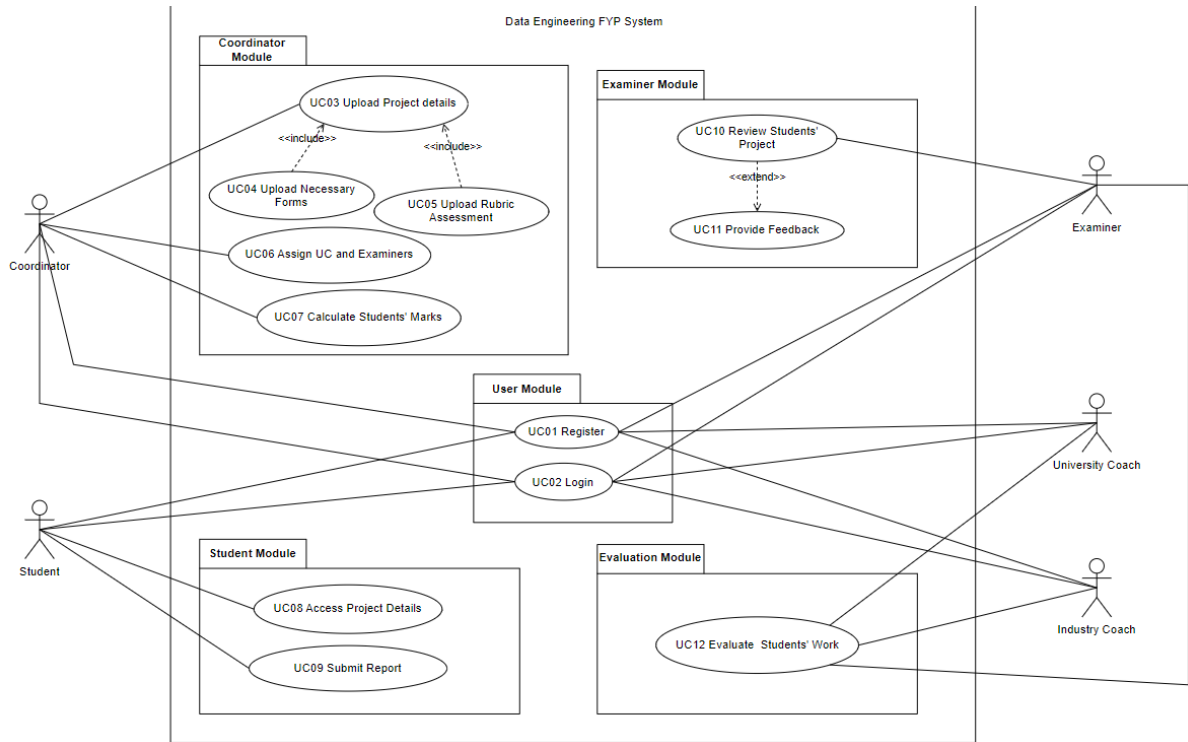 Data Engineering FYP System
Coordinator
Module
UC03 Upload Project details
<<include>>
<<include>>
UC04 Upload Necessary
Forms
UC05 Upload Rubric
Assessment
UC06 Assign UC and Examiners
UC07 Calculate Students' Marks
Examiner Module
UC10 Review Students'
Project
<<extend>>
UC11 Provide Feedback
Coordinator
Examiner
User Module
UC01 Register
UC02 Login
University Coach
Student
Student Module
UC08 Access Project Details
UC09 Submit Report
Evaluation Module
UC12 Evaluate Students' Work
Industry Coach